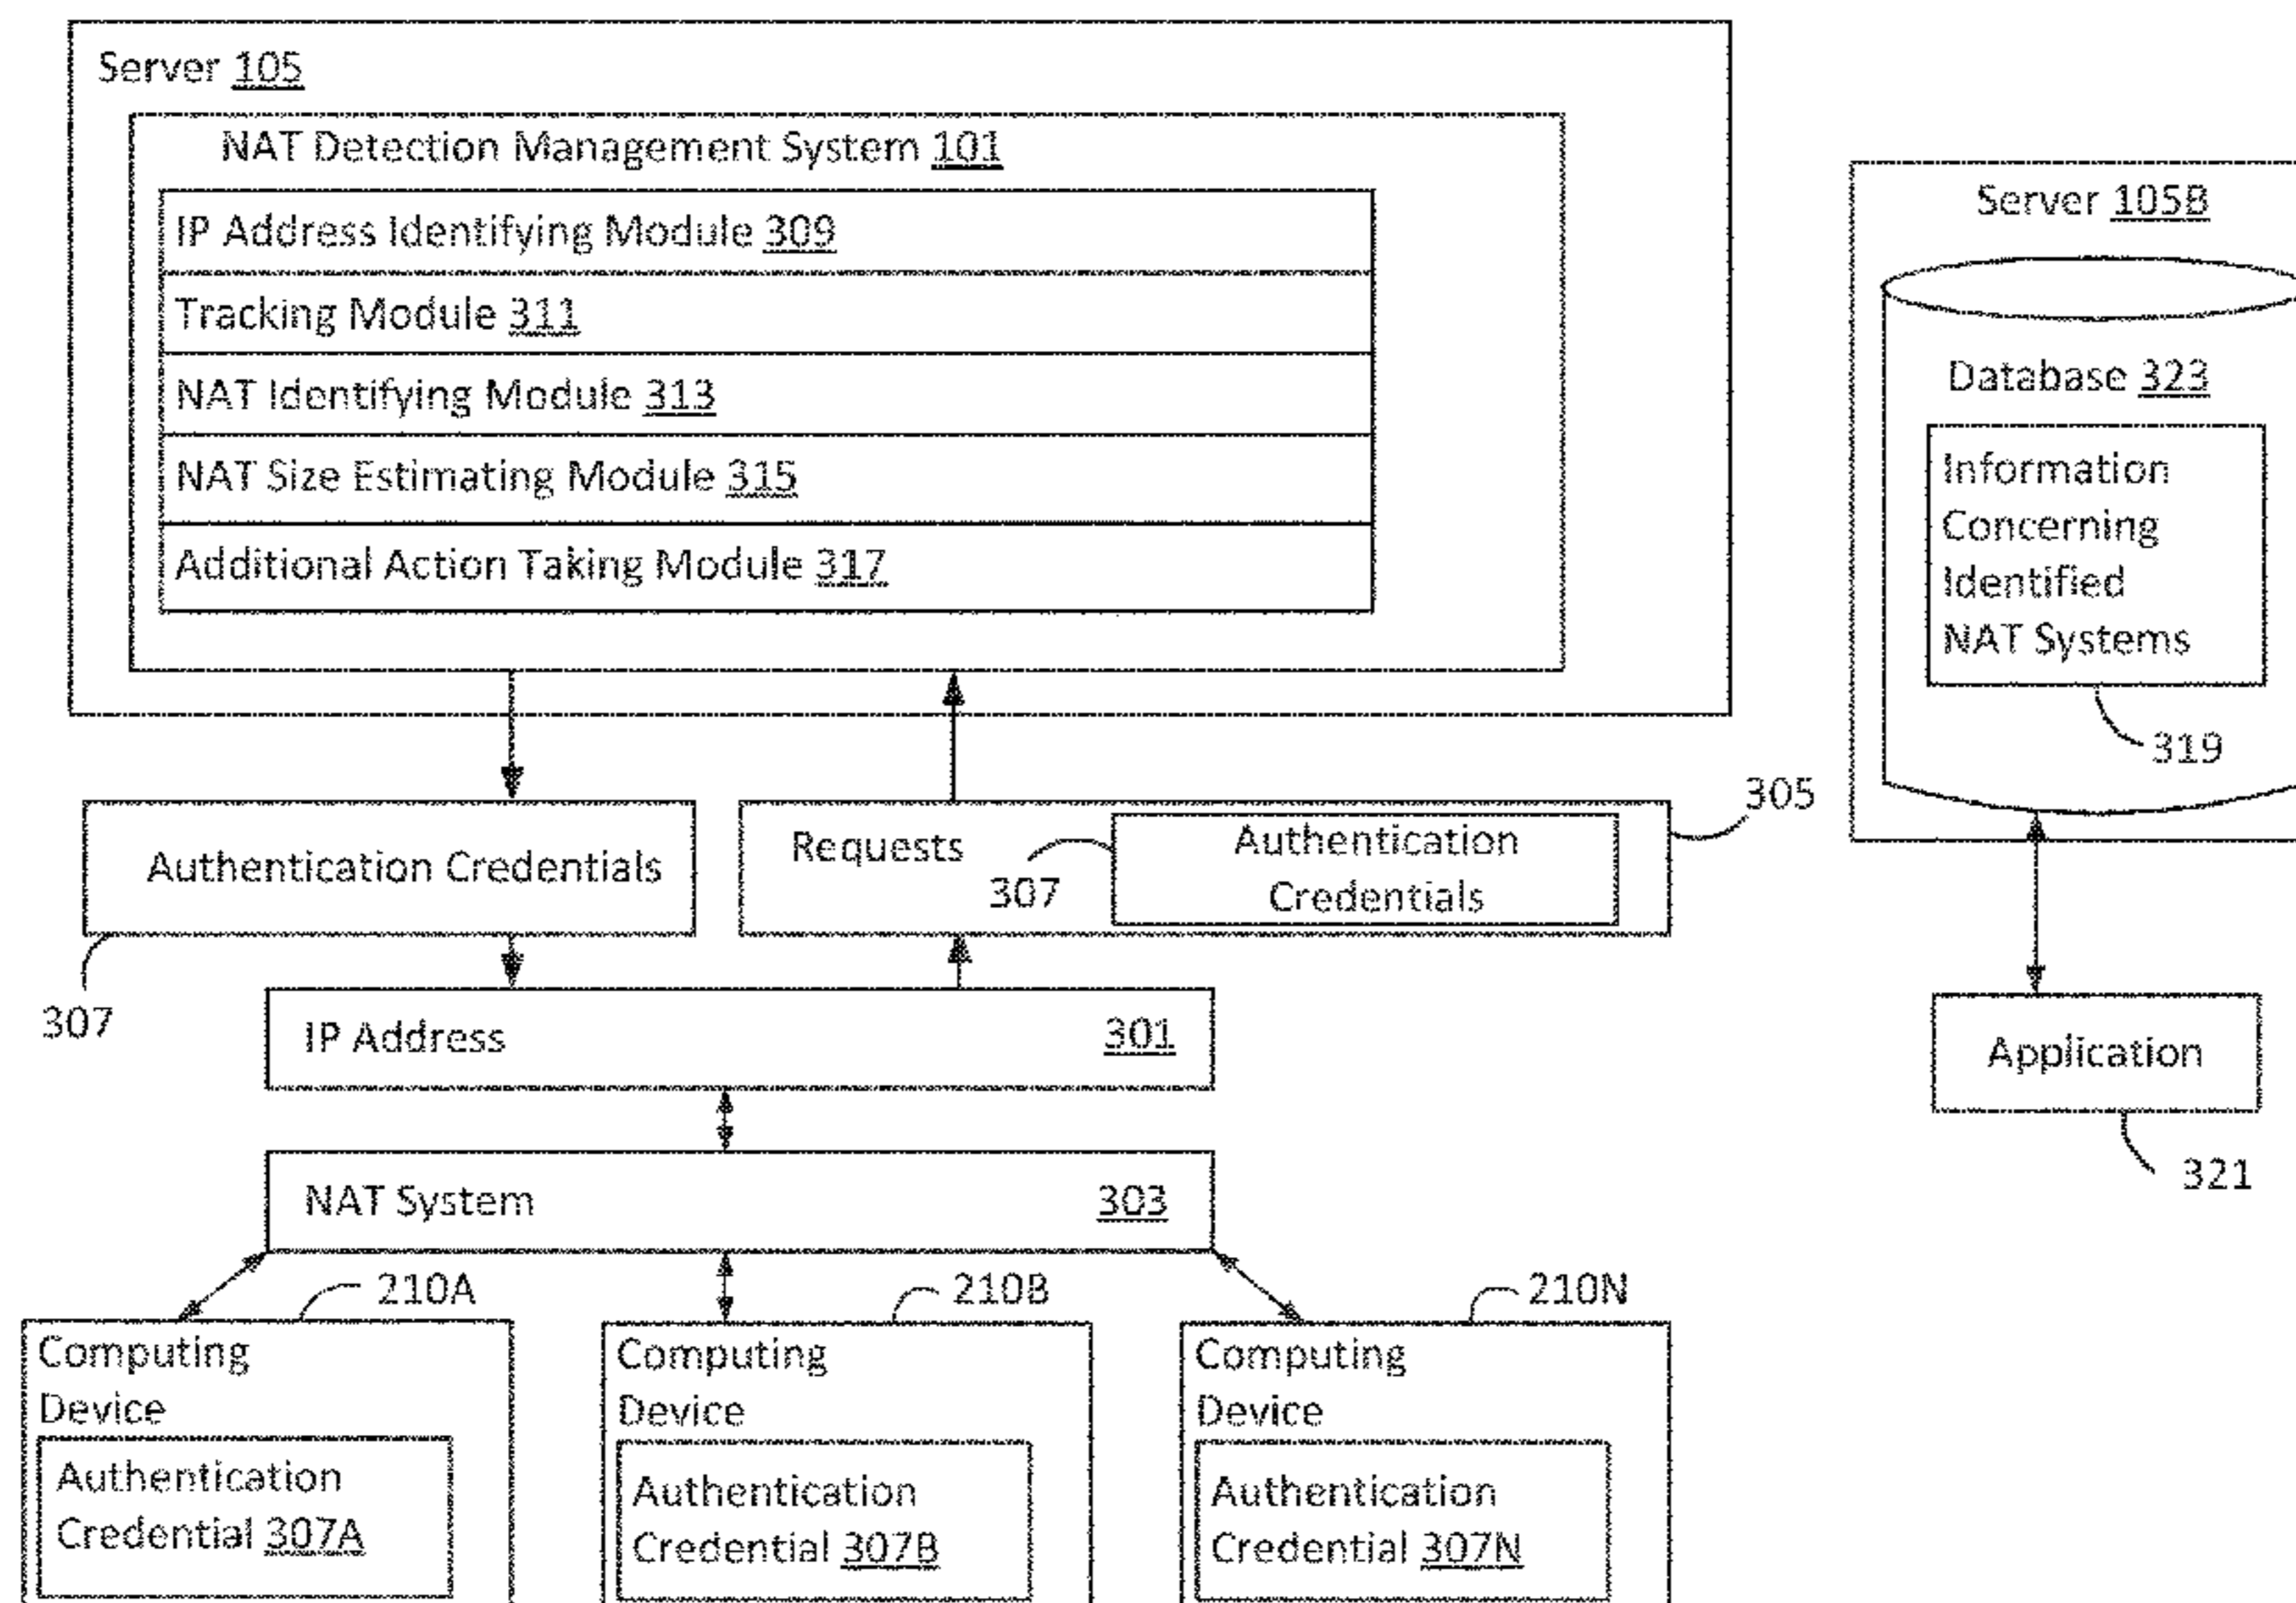 Server 105
NAT Detection Management System 101
IP Address Identifying Module 309
Tracking Module 311
NAT Identifying Module 313
NAT Size Estimating Module 315
Additional Action Taking Module 317
Server 105B
Database 323
Information
Concerning
Identified
NAT Systems
319
305
Authentication Credentials
307
Requests
307
Authentication
Credentials
IP Address 301
Application
321
NAT System 303
210A
210B
210N
Computing
Device
Authentication
Credential 307A
Computing
Device
Authentication
Credential 307B
Computing
Device
Authentication
Credential 307N